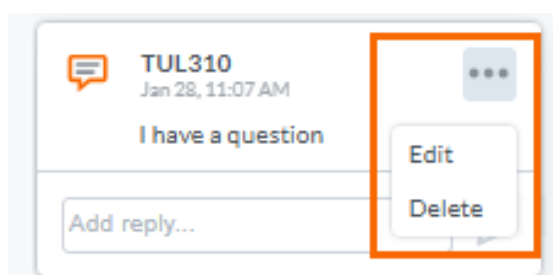 TUL310
Jan 28, 11:07 AM
I have a question
Edit
Delete
Add reply...